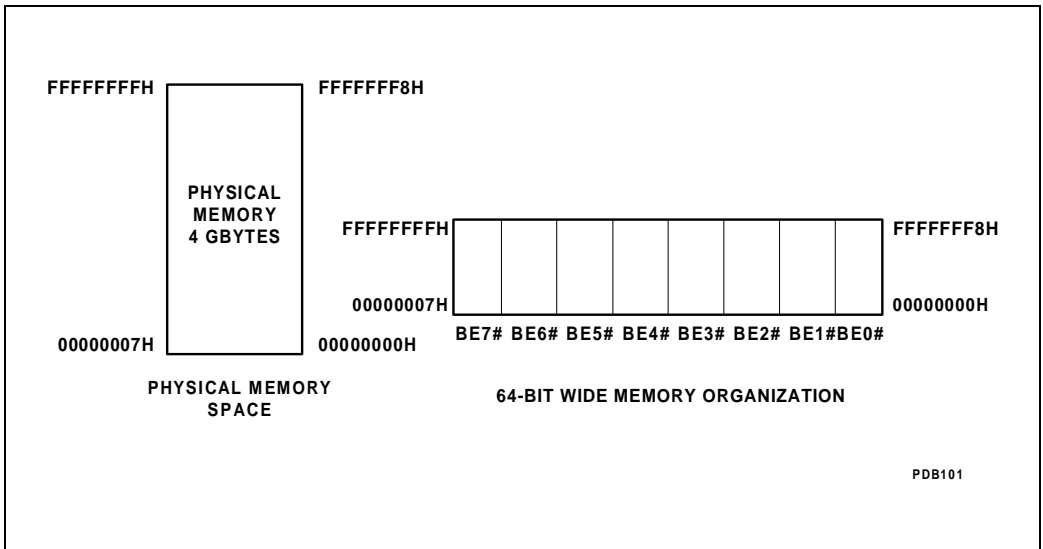 FFFFFFFFH
FFFFFFF8H
PHYSICAL
MEMORY
4 GBYTES
00000007H
00000000H
PHYSICAL MEMORY
SPACE
FFFFFFFFH
FFFFFFF8H
00000007H
00000000H
BE7# BE6# BE5# BE4# BE3# BE2# BE1#BE0#
64-BIT WIDE MEMORY ORGANIZATION
PDB101